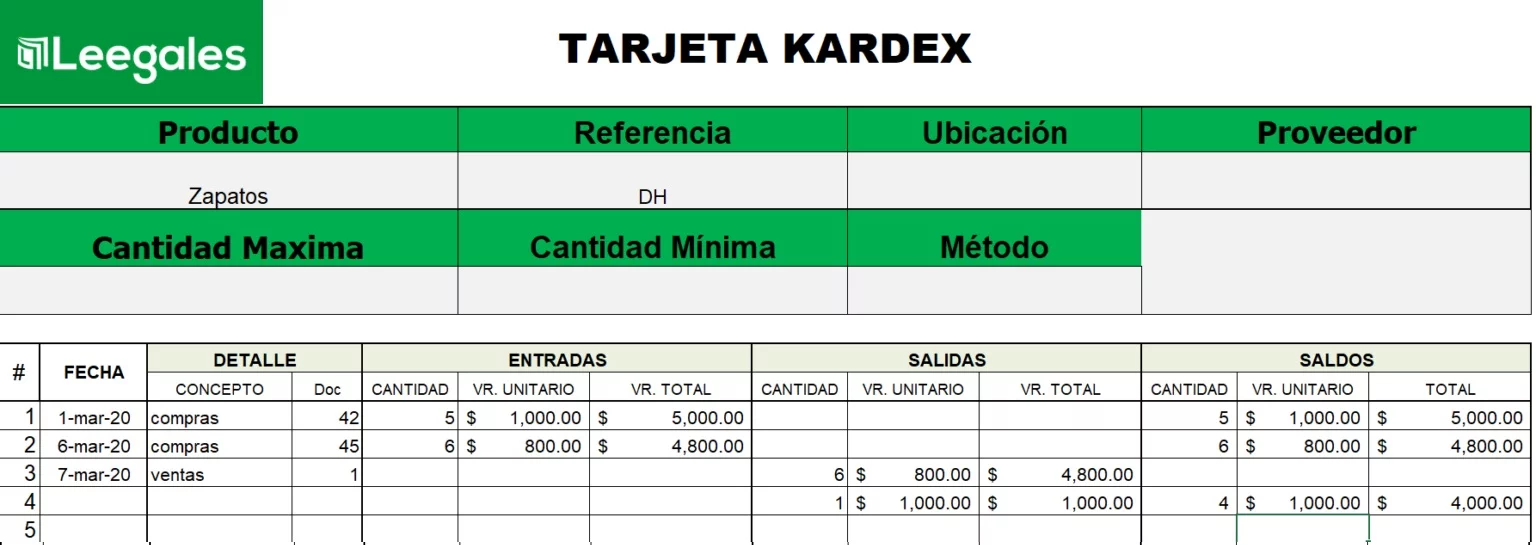 Leegales
TARJETA KARDEX
Producto Referencia Ubicación Proveedor
Zapatos DH
Cantidad Maxima Cantidad Mínima Método
# FECHA DETALLE ENTRADAS SALIDAS SALDOS
CONCEPTO Doc CANTIDAD VR. UNITARIO VR. TOTAL CANTIDAD VR. UNITARIO VR. TOTAL CANTIDAD VR. UNITARIO TOTAL
1 1-mar-20 compras 42 5 $ 1,000.00 $ 5,000.00 5 $ 1,000.00 $ 5,000.00
2 6-mar-20 compras 45 6 $ 800.00 $ 4,800.00 6 $ 800.00 $ 4,800.00
3 7-mar-20 ventas 1 6 $ 800.00 $ 4,800.00
4 1 $ 1,000.00 $ 1,000.00 4 $ 1,000.00 $ 4,000.00
5